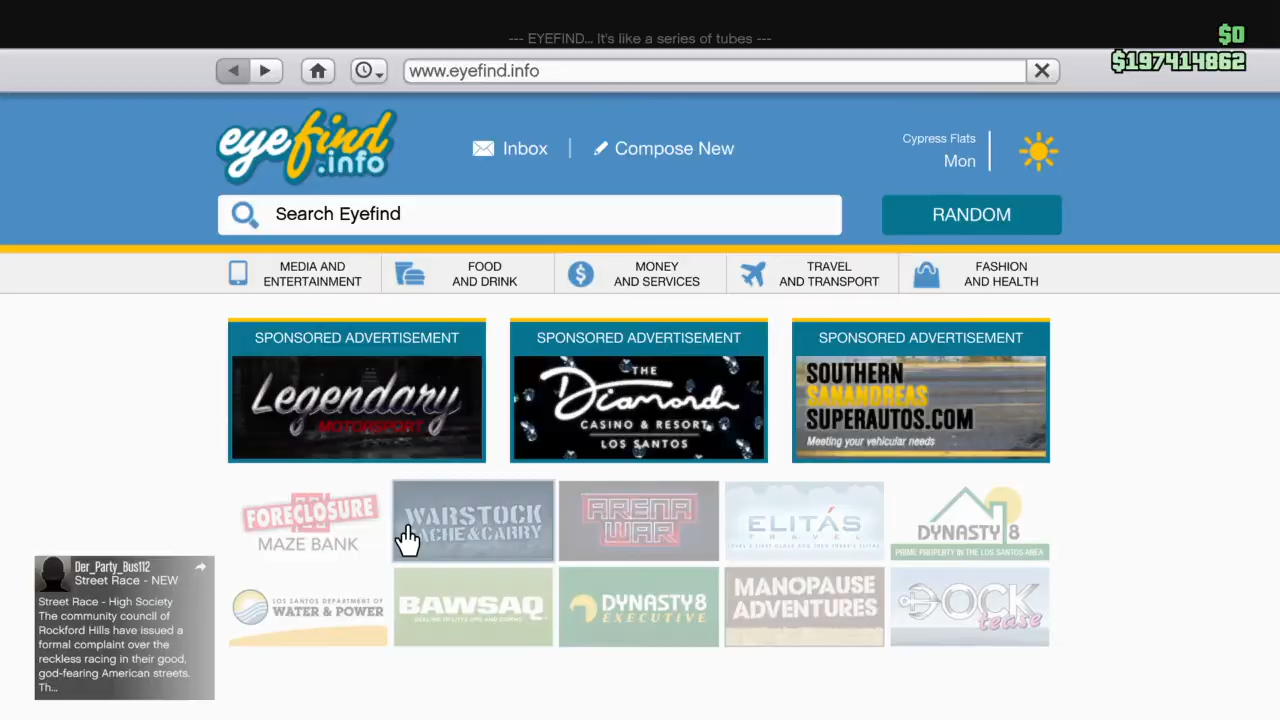 --- EYEFIND... It's like a series of tubes ---
$0
$197414862
www.eyefind.info
eyefind
.info
Inbox
Compose New
Cypress Flats
Mon
Search Eyefind
RANDOM
MEDIA AND
ENTERTAINMENT
FOOD
AND DRINK
MONEY
AND SERVICES
TRAVEL
AND TRANSPORT
FASHION
AND HEALTH
SPONSORED ADVERTISEMENT
Legendary
MOTORSPORT
SPONSORED ADVERTISEMENT
THE
Diamond
CASINO & RESORT
LOS SANTOS
SPONSORED ADVERTISEMENT
SOUTHERN
SANANDREAS
SUPERAUTOS.COM
Meeting your vehicular needs
FORECLOSURE
MAZE BANK
WARSTOCK
ACHE & CARRY
ARENA
WAR
ELITÁS
TRAVEL
DYNASTY 8
PRIME PROPERTY IN THE LOS SANTOS AREA
LOS SANTOS DEPARTMENT OF
WATER & POWER
BAWSAQ
DYNASTY 8
EXECUTIVE
MANOPAUSE
ADVENTURES
DOCK
tease
Der_Party_Bus112
Street Race - NEW
Street Race - High Society
The community council of
Rockford Hills have issued a
formal complaint over the
reckless racing in their good,
god-fearing American streets.
Th...